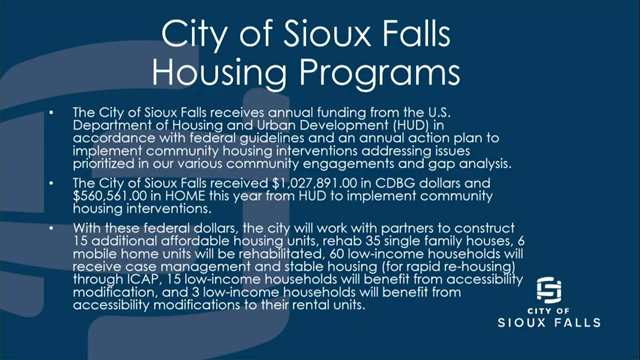 City of Sioux Falls
Housing Programs
• The City of Sioux Falls receives annual funding from the U.S.
Department of Housing and Urban Development (HUD) in
accordance with federal guidelines and an annual action plan to
implement community housing interventions addressing issues
prioritized in our various community engagements and gap analysis.
• The City of Sioux Falls received $1,027,891.00 in CDBG dollars and
$560,561.00 in HOME this year from HUD to implement community
housing interventions.
• With these federal dollars, the city will work with partners to construct
15 additional affordable housing units, rehab 35 single family houses, 6
mobile home units will be rehabilitated, 60 low-income households will
receive case management and stable housing (for rapid re-housing)
through ICAP, 15 low-income households will benefit from accessibility
modification, and 3 low-income households will benefit from
accessibility modifications to their rental units.
CITY OF
SIOUX FALLS